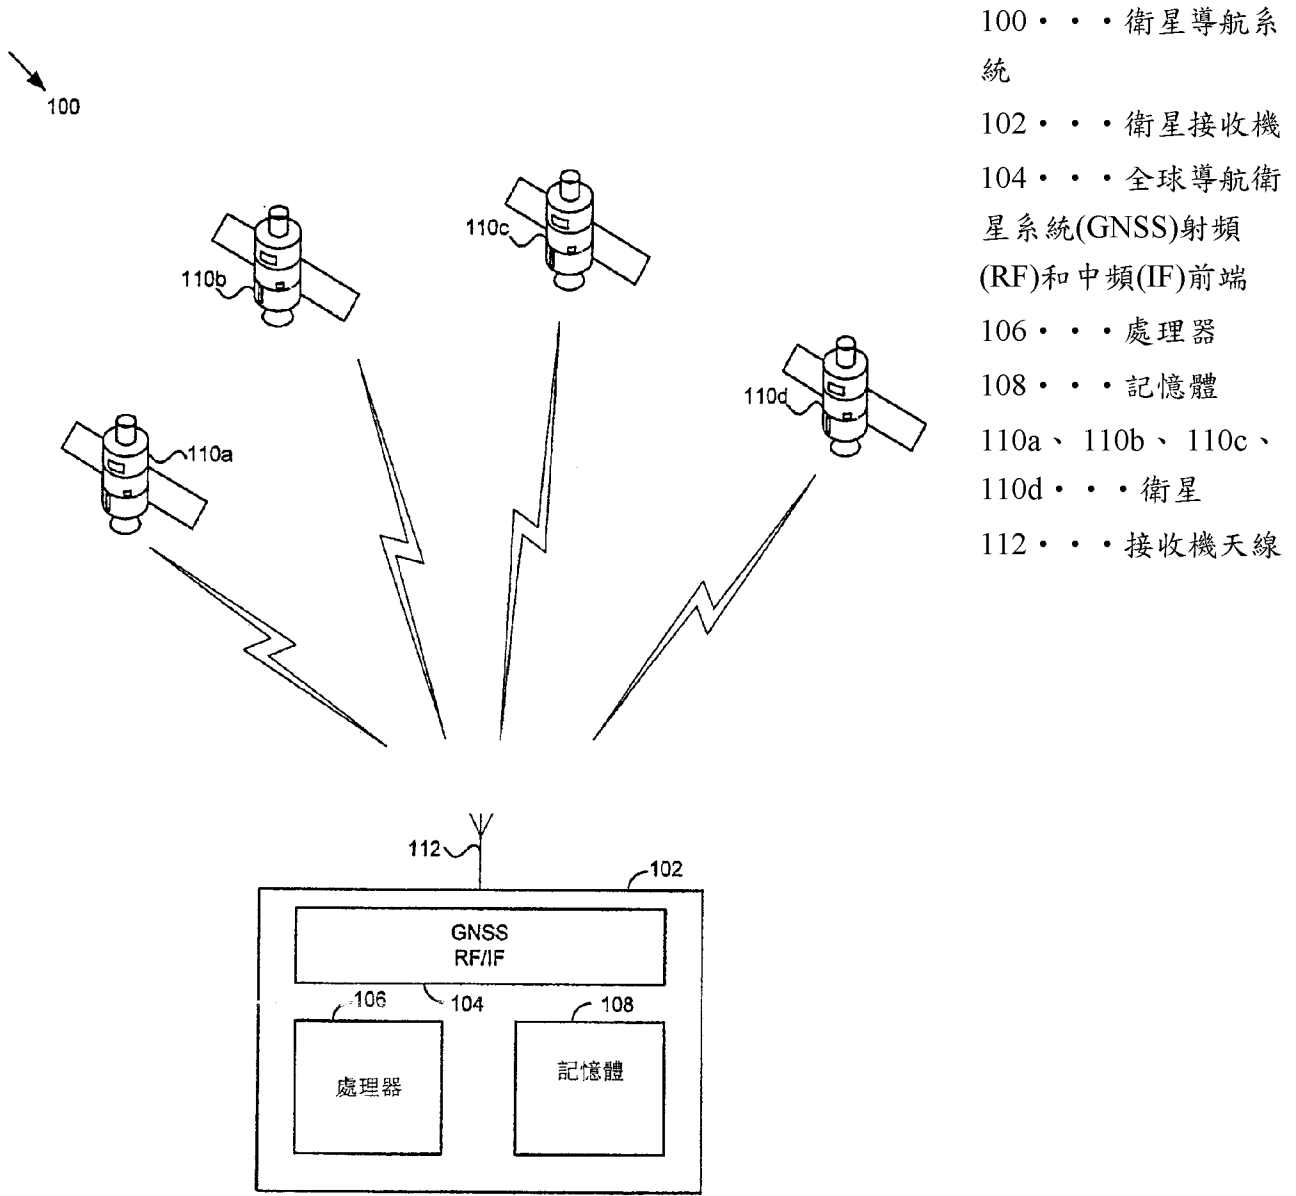 100
110a
110b
110c
110d
112
102
GNSS
RF/IF
104
106
108
處理器
記憶體
100・・・衛星導航系
統
102・・・衛星接收機
104・・・全球導航衛
星系統(GNSS)射頻
(RF)和中頻(IF)前端
106・・・處理器
108・・・記憶體
110a、110b、110c、
110d・・・衛星
112・・・接收機天線